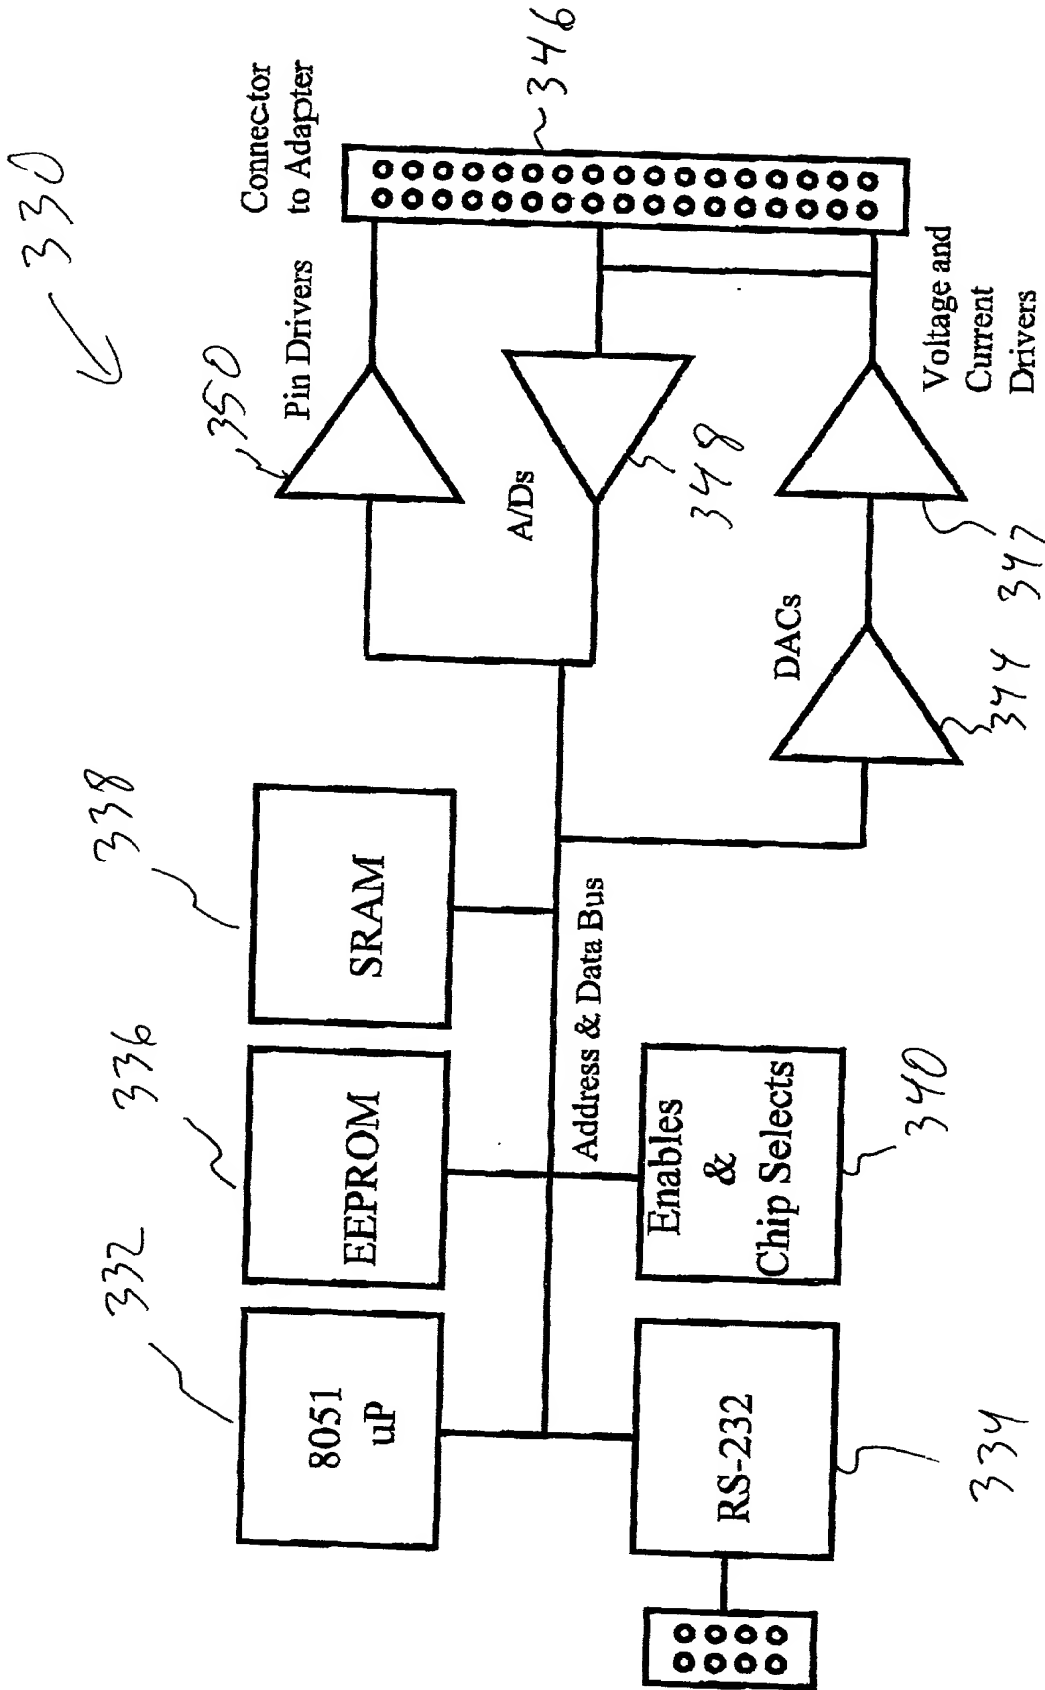 330
332
336
338
350
Pin Drivers
Connector
to Adapter
346
8051
uP
EEPROM
SRAM
A/Ds
348
Address & Data Bus
DACs
344
347
Voltage and
Current
Drivers
RS-232
334
Enables
&
Chip Selects
340